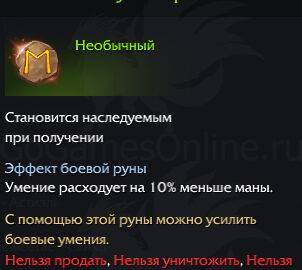 Необычный
Становится наследуемым
при получении
Эффект боевой руны
Умение расходует на 10% меньше маны.
С помощью этой руны можно усилить
боевые умения.
Нельзя продать, Нельзя уничтожить, Нельзя